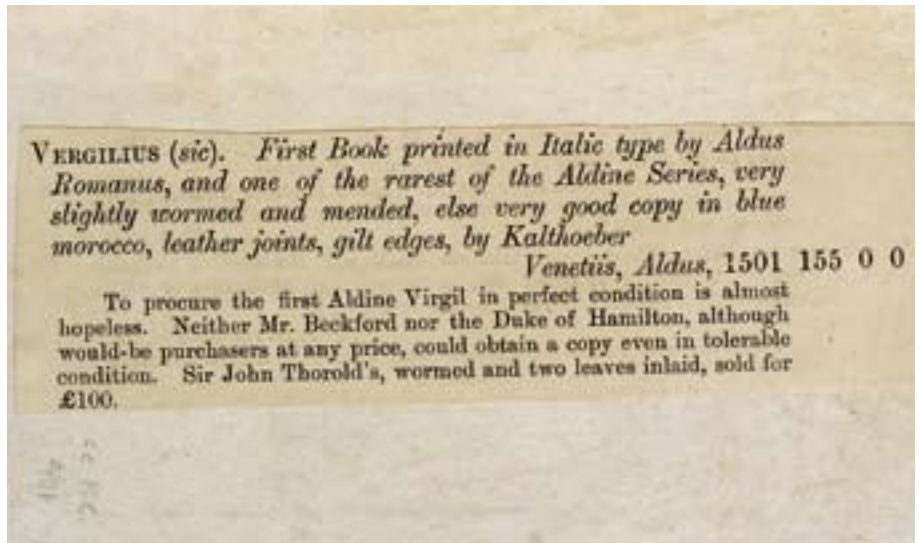 VERGILIUS (sic). First Book printed in Italic type by Aldus
Romanus, and one of the rarest of the Aldine Series, very
slightly wormed and mended, else very good copy in blue
morocco, leather joints, gilt edges, by Kalthoeber
Venetiis, Aldus, 1501 155 0 0
To procure the first Aldine Virgil in perfect condition is almost
hopeless. Neither Mr. Beckford nor the Duke of Hamilton, although
would-be purchasers at any price, could obtain a copy even in tolerable
condition. Sir John Thorold's, wormed and two leaves inlaid, sold for
£100.